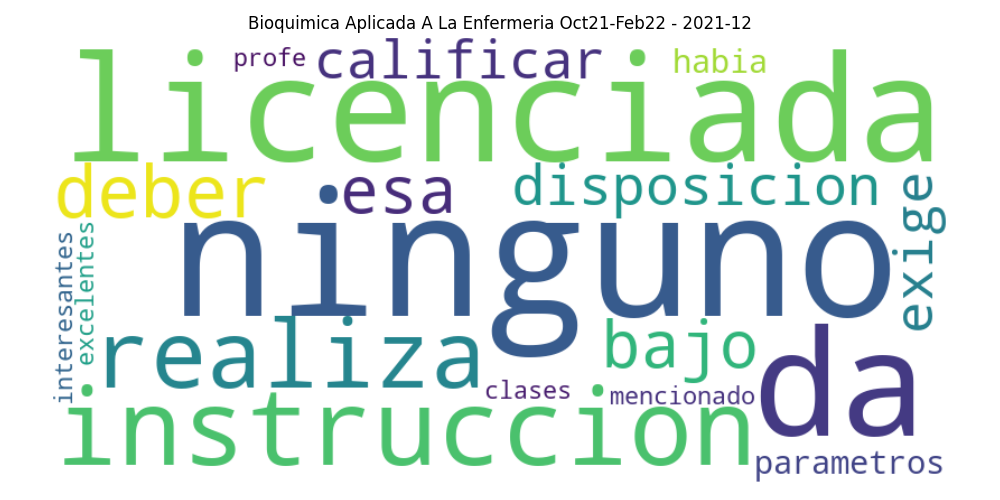 Bioquimica Aplicada A La Enfermeria Oct21-Feb22 - 2021-12
profe calificar habia
licenciada
deber esa disposicion
exige
ninguno
interesantes
excelentes
realiza bajo da
clases mencionado
instruccion
parametros